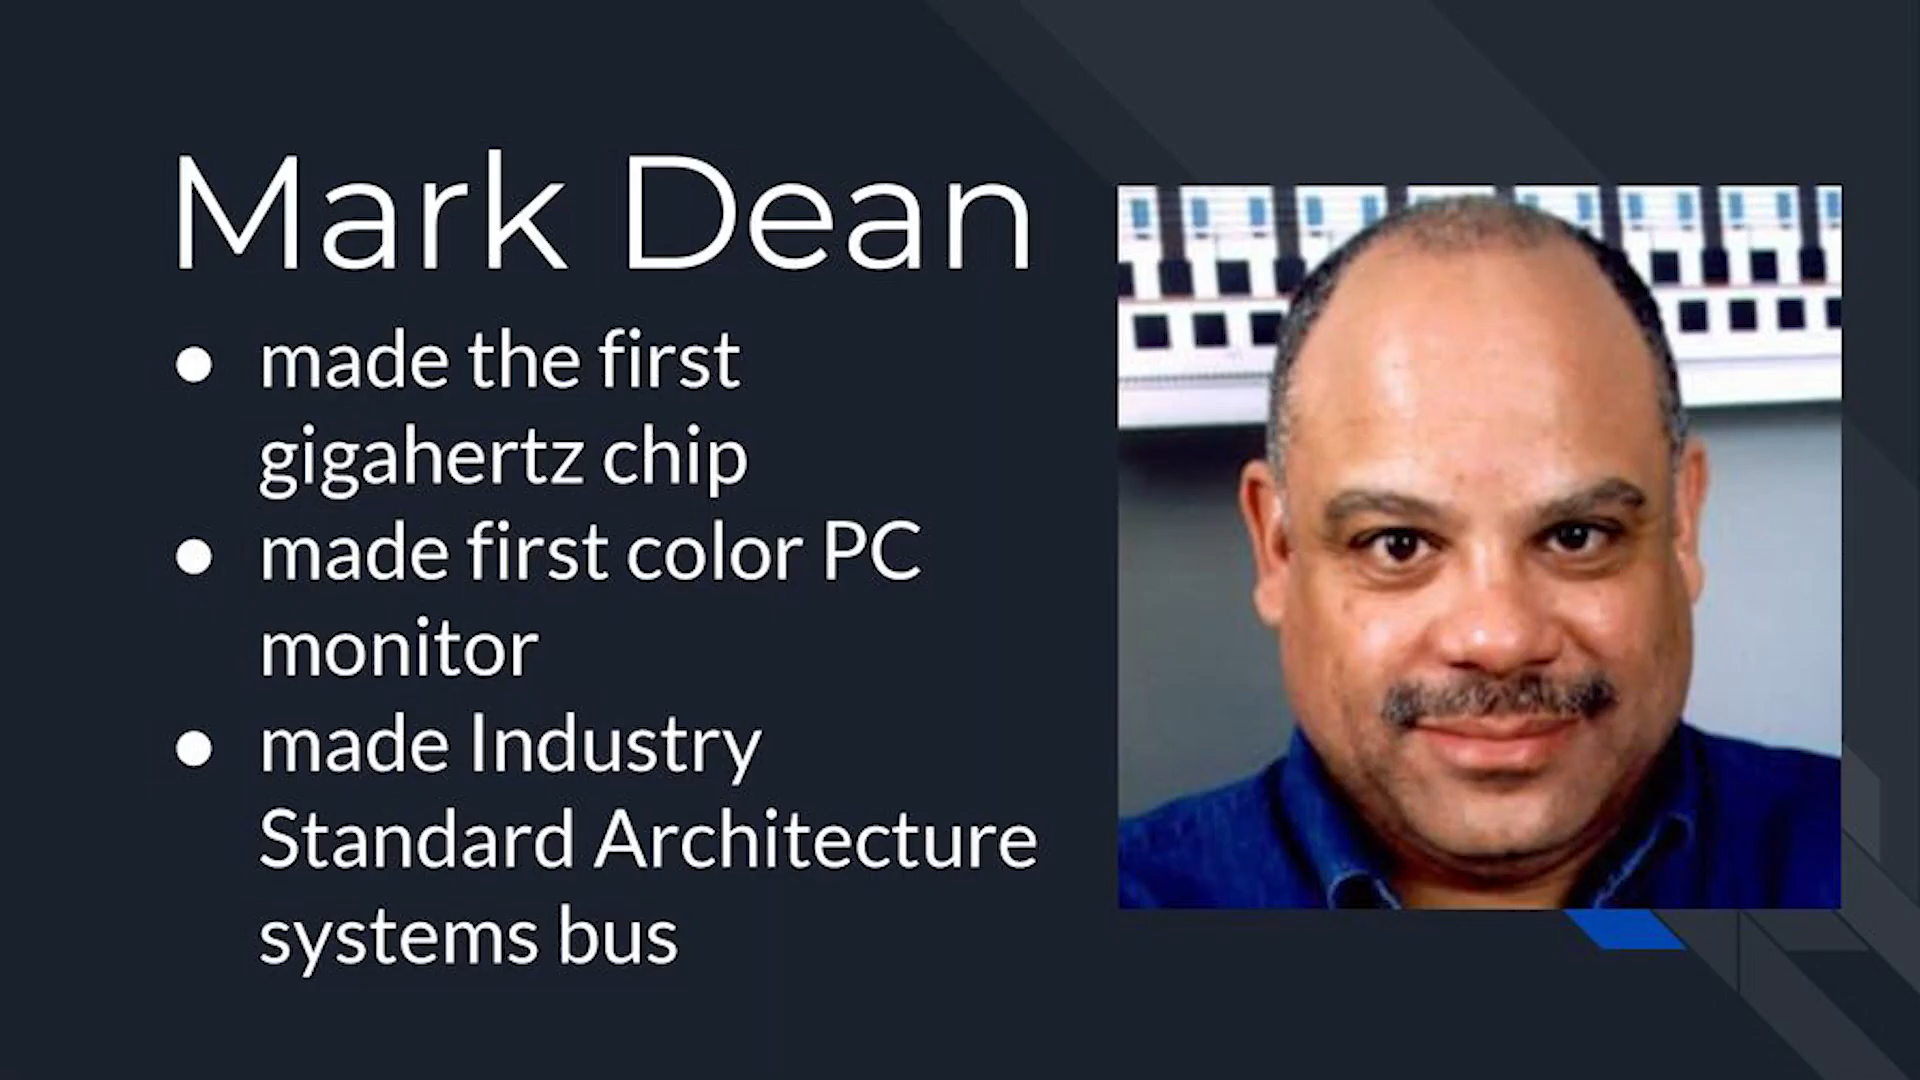 Mark Dean
● made the first
gigahertz chip
● made first color PC
monitor
● made Industry
Standard Architecture
systems bus